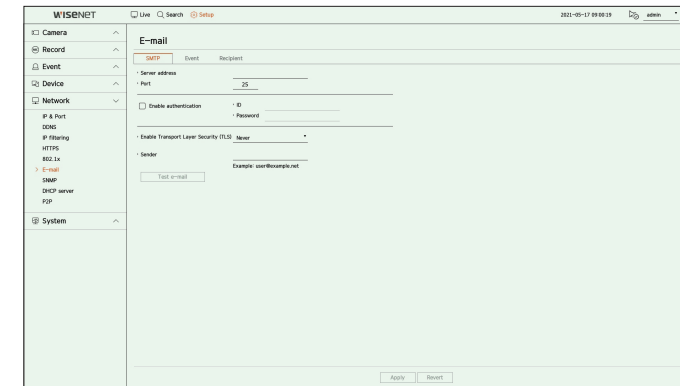 WISENET
Live Search Setup 2021-05-17 09:00:19 admin
Camera
Record
Event
Device
Network
IP & Port
DDNS
IP filtering
HTTPS
802.1x
E-mail
SNMP
DHCP server
P2P
System
E-mail
SMTP Event Recipient
Server address
Port 25
Enable authentication ID
Password
Enable Transport Layer Security (TLS) Never
Sender
Example: user@example.net
Test e-mail
Apply Revert